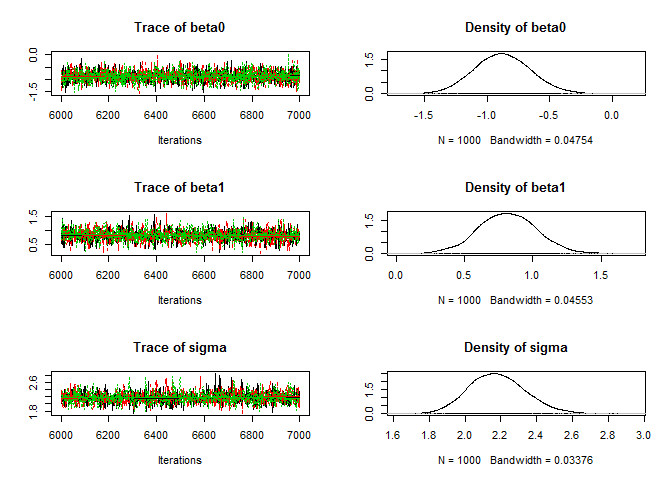 Trace of beta0
0.0
-1.5
6000 6200 6400 6600 6800 7000
Iterations
Density of beta0
1.5
0.0
-1.5 -1.0 -0.5 0.0
N = 1000 Bandwidth = 0.04754
Trace of beta1
1.5
0.5
6000 6200 6400 6600 6800 7000
Iterations
Density of beta1
1.5
0.0
0.0 0.5 1.0 1.5
N = 1000 Bandwidth = 0.04553
Trace of sigma
2.6
1.8
6000 6200 6400 6600 6800 7000
Iterations
Density of sigma
1.5
0.0
1.6 1.8 2.0 2.2 2.4 2.6 2.8 3.0
N = 1000 Bandwidth = 0.03376